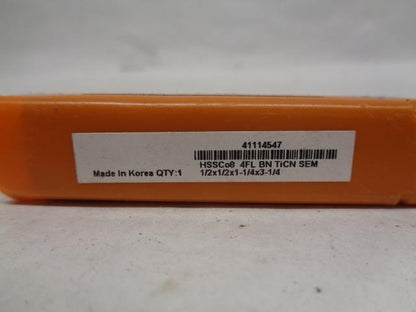 41114547
HSSCo8 4FL BN TiCN SEM
Made In Korea QTY:1 1/2x1/2x1-1/4x3-1/4